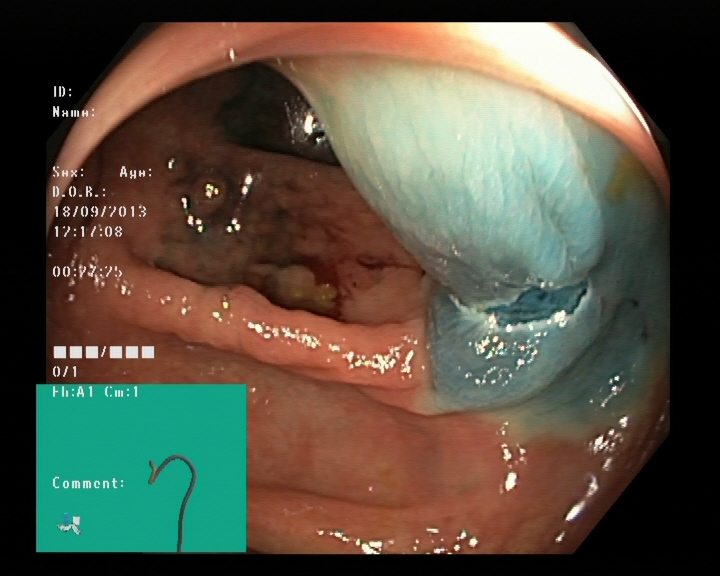 ID:
Name:
Sex: Age:
D.O.B.:
18/09/2013
12:17:08
00:27:25
■■■/■■■
0/1
Eh:A1 Cm:1
Comment: